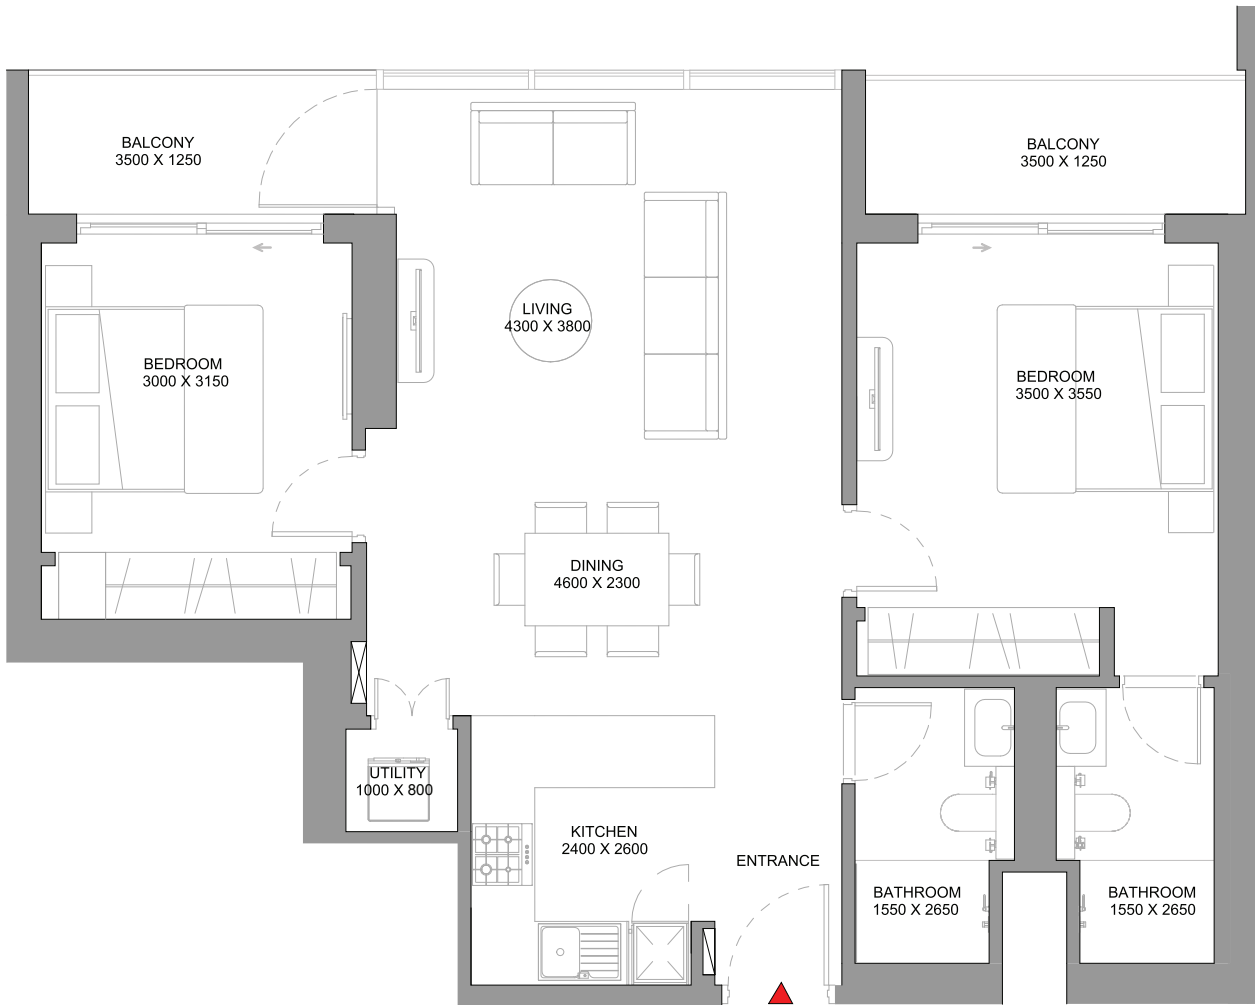 BALCONY
3500 X 1250
BALCONY
3500 X 1250
LIVING
4300 X 3800
BEDROOM
3000 X 3150
BEDROOM
3500 X 3550
DINING
4600 X 2300
UTILITY
1000 X 800
KITCHEN
2400 X 2600
ENTRANCE
BATHROOM
1550 X 2650
BATHROOM
1550 X 2650